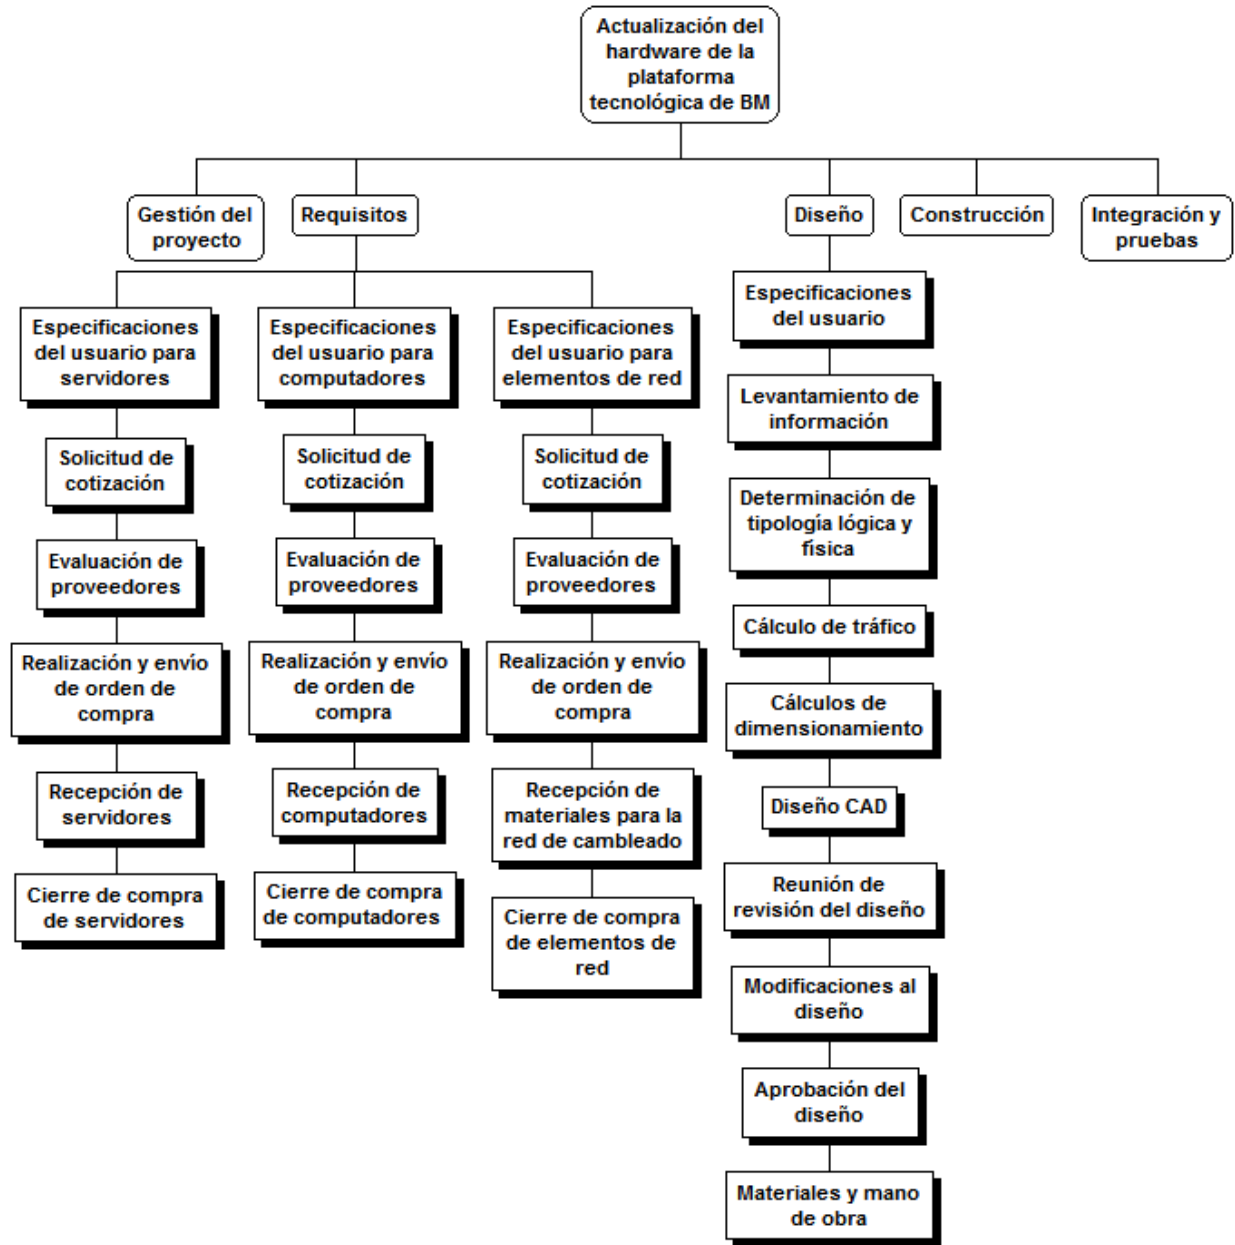 Actualización del
hardware de la
plataforma
tecnológica de BM
Gestión del
proyecto
Requisitos
Diseño
Construcción
Integración y
pruebas
Especificaciones
del usuario para
servidores
Solicitud de
cotización
Evaluación de
proveedores
Realización y envío
de orden de
compra
Recepción de
servidores
Cierre de compra
de servidores
Especificaciones
del usuario para
computadores
Solicitud de
cotización
Evaluación de
proveedores
Realización y envío
de orden de
compra
Recepción de
computadores
Cierre de compra
de computadores
Especificaciones
del usuario para
elementos de red
Solicitud de
cotización
Evaluación de
proveedores
Realización y envío
de orden de
compra
Recepción de
materiales para la
red de cambleado
Cierre de compra
de elementos de
red
Especificaciones
del usuario
Levantamiento de
información
Determinación de
tipología lógica y
física
Cálculo de tráfico
Cálculos de
dimensionamiento
Diseño CAD
Reunión de
revisión del diseño
Modificaciones al
diseño
Aprobación del
diseño
Materiales y mano
de obra